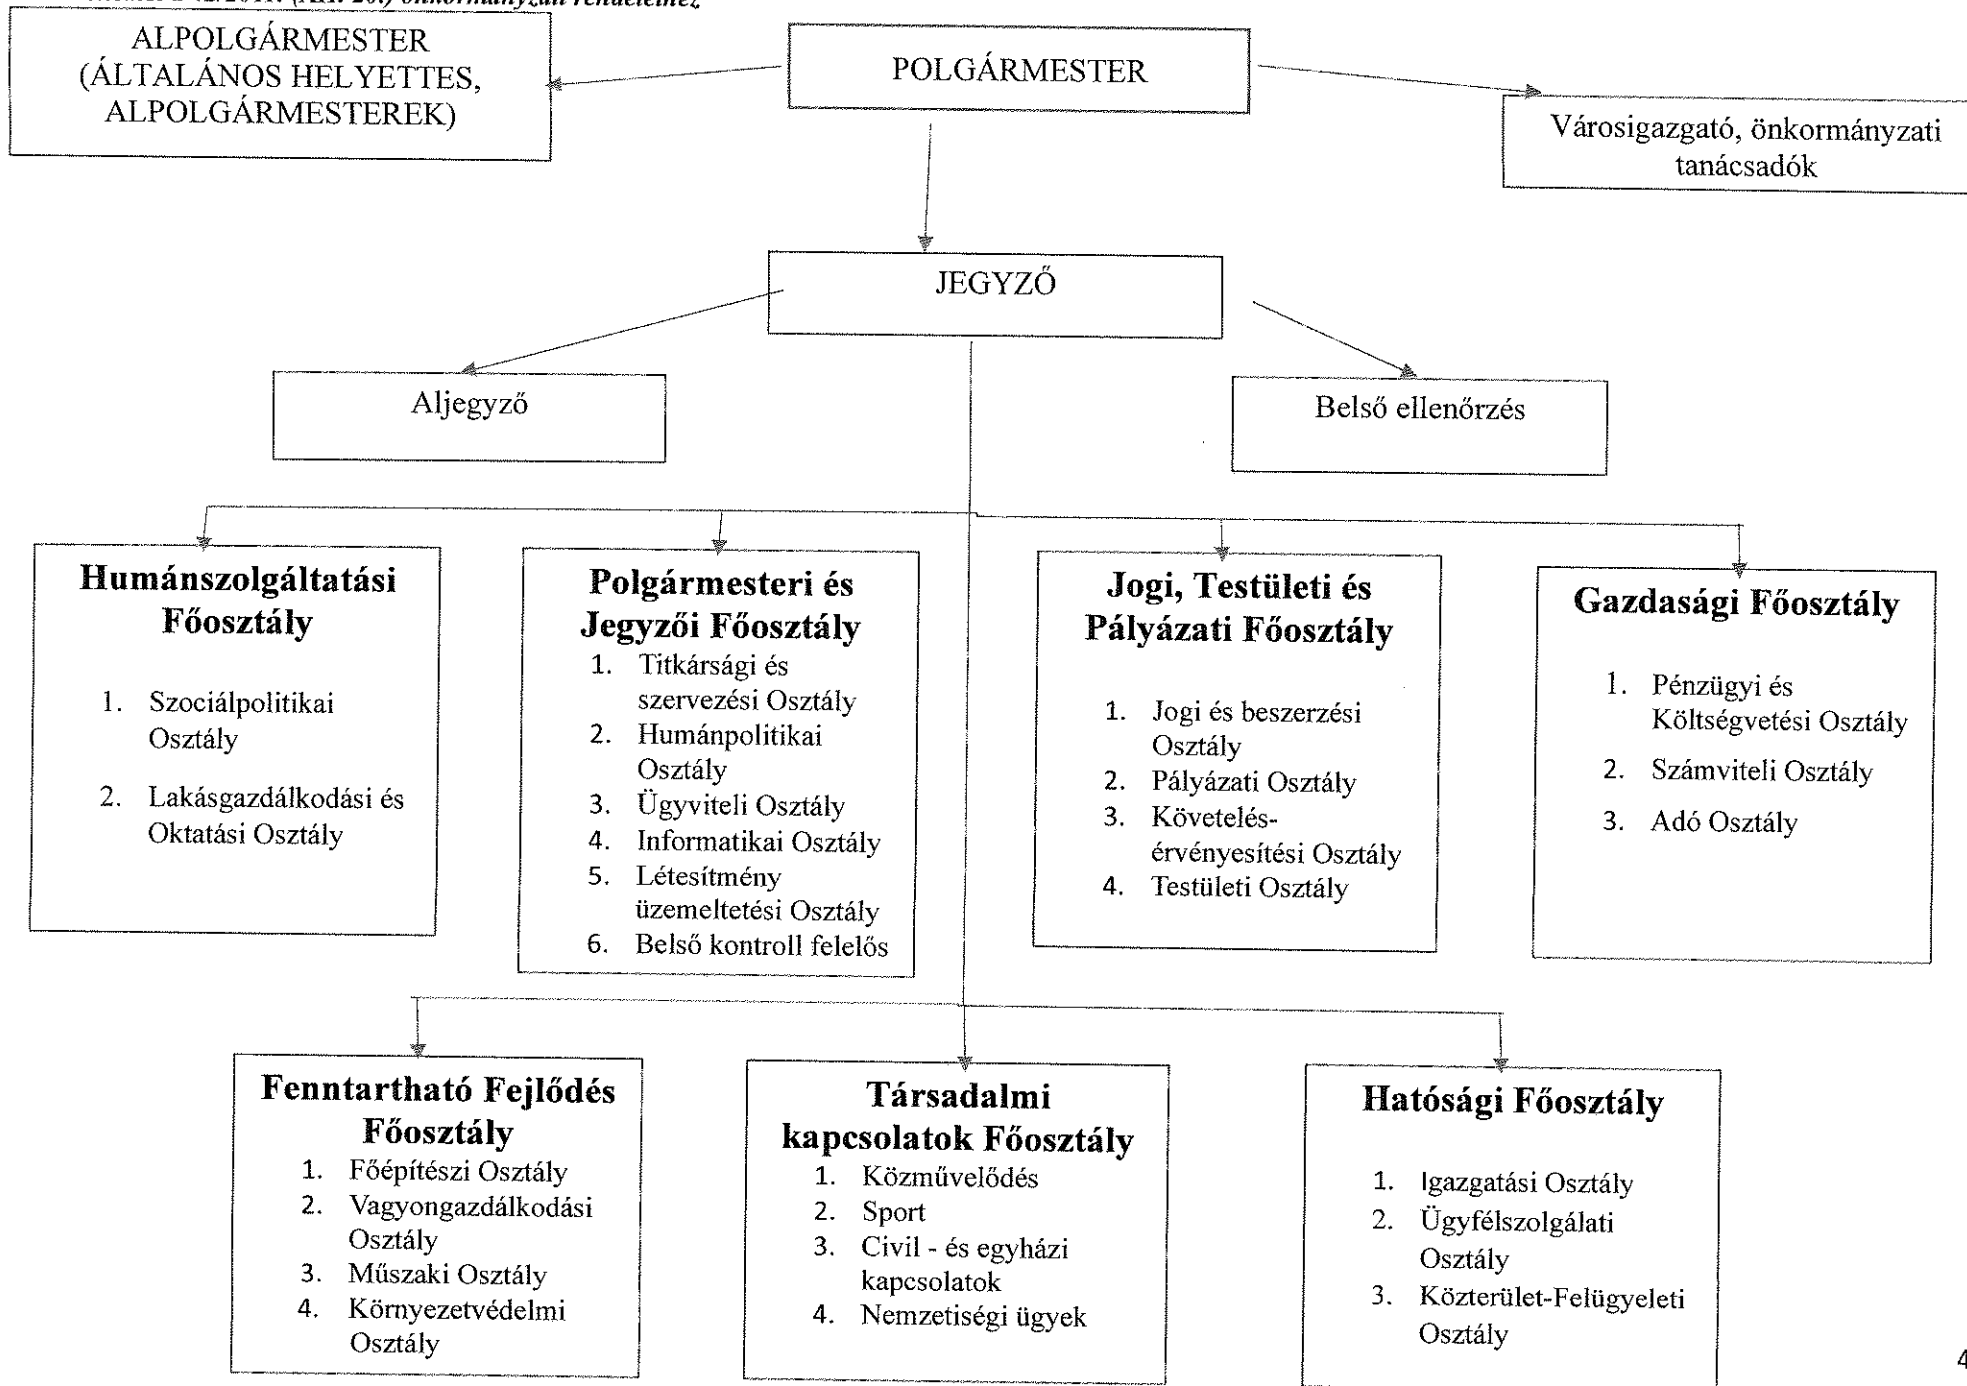 önkormányzati rendelethez
ALPOLGÁRMESTER
(ÁLTALÁNOS HELYETTES,
ALPOLGÁRMESTEREK)
POLGÁRMESTER
Városigazgató, önkormányzati
tanácsadók
JEGYZŐ
Aljegyző
Belső ellenőrzés
Humánszolgáltatási
Főosztály
1. Szociálpolitikai
Osztály
2. Lakásgazdálkodási és
Oktatási Osztály
Polgármesteri és
Jegyzői Főosztály
1. Titkársági és
szervezési Osztály
2. Humánpolitikai
Osztály
3. Ügyviteli Osztály
4. Informatikai Osztály
5. Létesítmény
üzemeltetési Osztály
6. Belső kontroll felelős
Jogi, Testületi és
Pályázati Főosztály
1. Jogi és beszerzési
Osztály
2. Pályázati Osztály
3. Követelés-
érvényesítési Osztály
4. Testületi Osztály
Gazdasági Főosztály
1. Pénzügyi és
Költségvetési Osztály
2. Számviteli Osztály
3. Adó Osztály
Fenntartható Fejlődés
Főosztály
1. Főépítészi Osztály
2. Vagyongazdálkodási
Osztály
3. Műszaki Osztály
4. Környezetvédelmi
Osztály
Társadalmi
kapcsolatok Főosztály
1. Közművelődés
2. Sport
3. Civil - és egyházi
kapcsolatok
4. Nemzetiségi ügyek
Hatósági Főosztály
1. Igazgatási Osztály
2. Ügyfélszolgálati
Osztály
3. Közterület-Felügyeleti
Osztály
4